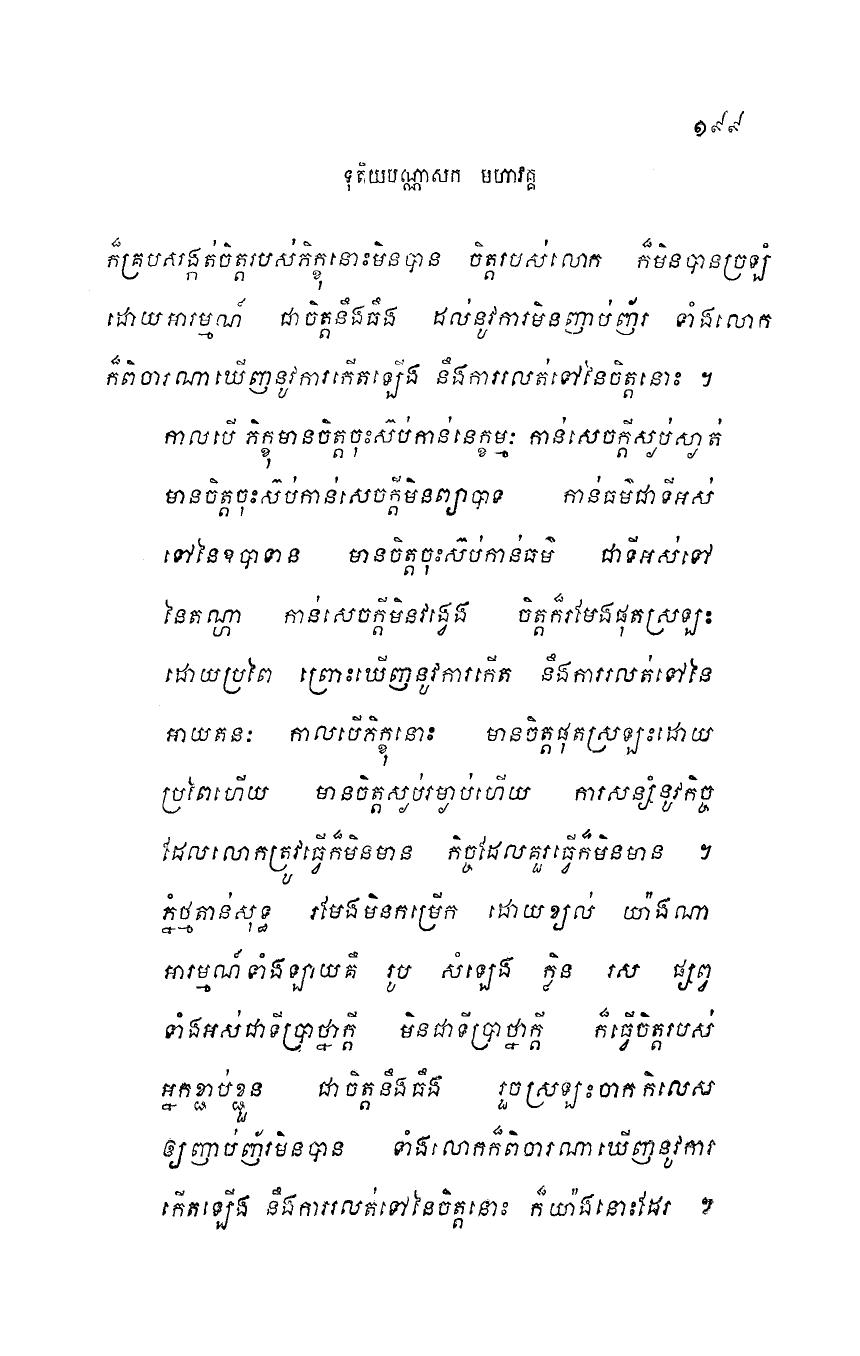 ១៩៩
ទុតិយបណ្ណាសក មហាវគ្គ
ក៏គ្របសង្កត់ចិត្តរបស់ភិក្ខុនោះមិនបាន ចិត្តរបស់លោក ក៏មិនបានច្រឡំ
ដោយអារម្មណ៍ ជាចិត្តនឹងធឹង ដល់នូវការមិនញាប់ញ័រ ទាំងលោក
ក៏ពិចារណាឃើញនូវការកើតឡើង នឹងការរលត់ទៅនៃចិត្តនោះ ។
កាលបើ ភិក្ខុមានចិត្តចុះស៊ប់កាន់នេក្ខម្មៈ កាន់សេចក្តីស្ងប់ស្ងាត់
មានចិត្តចុះស៊ប់កាន់សេចក្តីមិនព្យាបាទ កាន់ធម៌ជាទីអស់
ទៅនៃឧបាទាន មានចិត្តចុះស៊ប់កាន់ធម៌ ជាទីអស់ទៅ
នៃតណ្ហា កាន់សេចក្តីមិនវង្វេង ចិត្តក៏រមែងផុតស្រឡះ
ដោយប្រពៃ ព្រោះឃើញនូវការកើត នឹងការរលត់ទៅនៃ
អាយតនៈ កាលបើភិក្ខុនោះ មានចិត្តផុតស្រឡះដោយ
ប្រពៃហើយ មានចិត្តស្ងប់រម្ងាប់ហើយ ការសន្សំនូវកិច្ច
ដែលលោកត្រូវធ្វើក៏មិនមាន កិច្ចដែលគួរធ្វើក៏មិនមាន ។
ភ្នំថ្មតាន់សុទ្ធ រមែងមិនកម្រើក ដោយខ្យល់ យ៉ាងណា
អារម្មណ៍ទាំងឡាយគឺ រូប សំឡេង ក្លិន រស ផ្សព្វ
ទាំងអស់ជាទីប្រាថ្នាក្តី មិនជាទីប្រាថ្នាក្តី ក៏ធ្វើចិត្តរបស់
អ្នកខ្ជាប់ខ្ជួន ជាចិត្តនឹងធឹង រួចស្រឡះចាកកិលេស
ឲ្យញាប់ញ័រមិនបាន ទាំងលោកក៏ពិចារណាឃើញនូវការ
កើតឡើង នឹងការរលត់ទៅនៃចិត្តនោះ ក៏យ៉ាងនោះដែរ ។